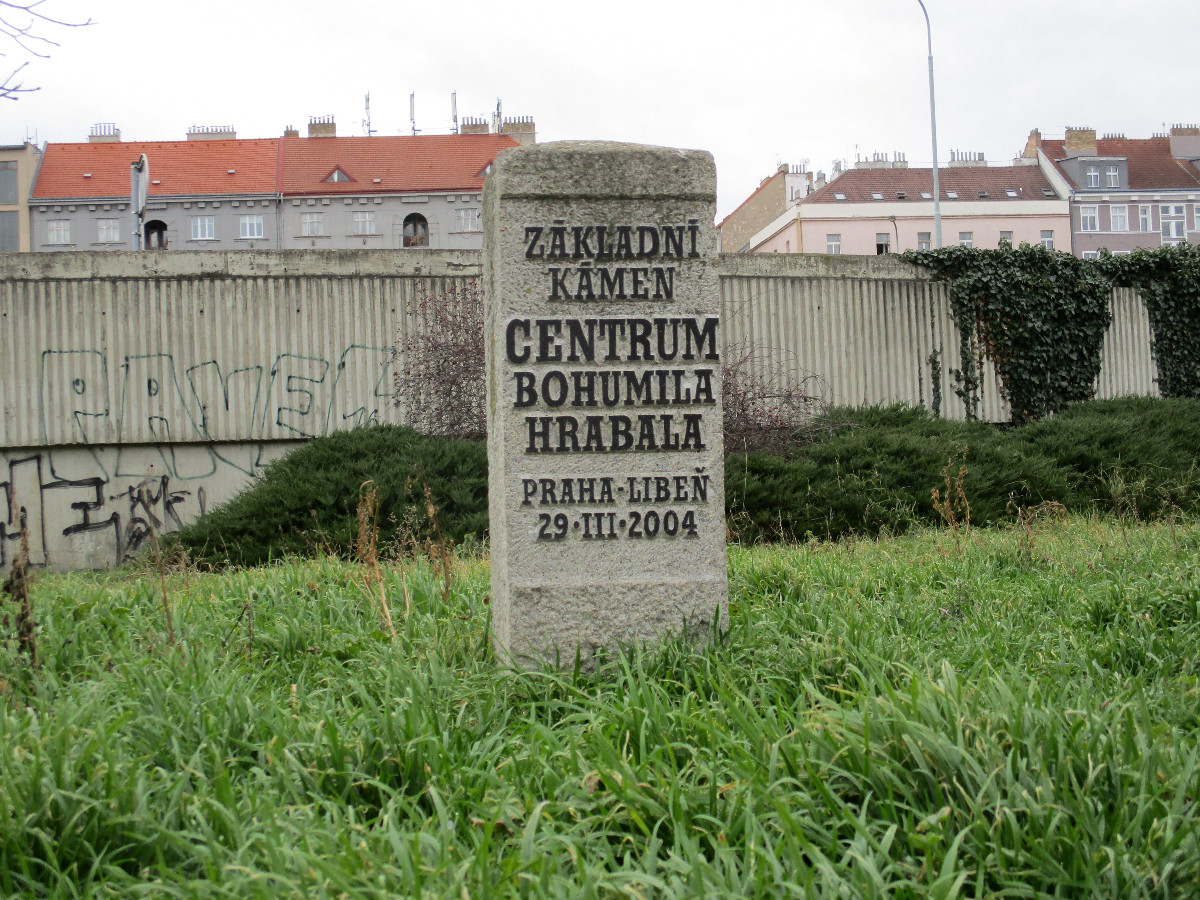 ZÁKLADNÍ
KÁMEN
CENTRUM
BOHUMILA
HRABALA
PRAHA-LIBEŇ
29·III·2004